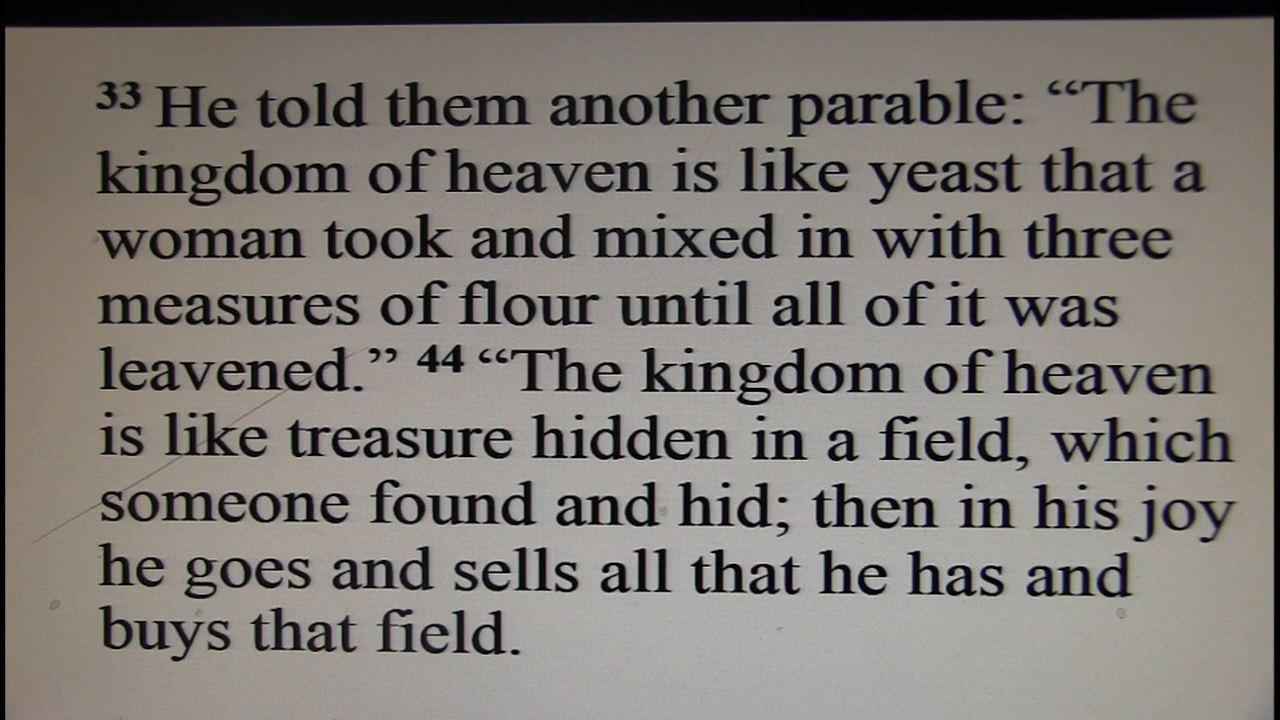 33 He told them another parable: “The
kingdom of heaven is like yeast that a
woman took and mixed in with three
measures of flour until all of it was
leavened.” 44 “The kingdom of heaven
is like treasure hidden in a field, which
someone found and hid; then in his joy
he goes and sells all that he has and
buys that field.